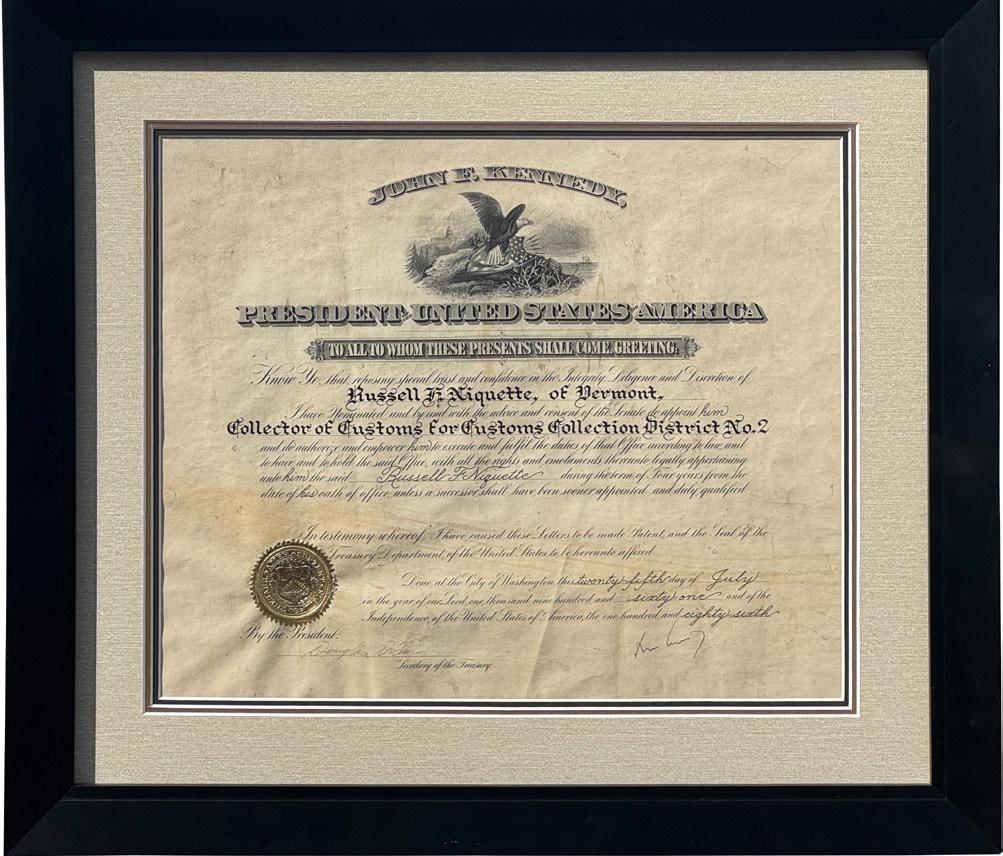 JOHN F. KENNEDY,
PRESIDENT OF THE UNITED STATES OF AMERICA
TO ALL TO WHOM THESE PRESENTS SHALL COME, GREETING:
Know Ye, that reposing special trust and confidence in the Integrity, Diligence and Discretion of
Russell F. Niquette, of Vermont,
I have Nominated and by and with the advice and consent of the Senate do appoint him
Collector of Customs for Customs Collection District No. 2
and do authorize and empower him to execute and fulfil the duties of that Office according to law, and
to have and to hold the said Office, with all the rights and emoluments thereunto legally appertaining
unto him the said Russell F. Niquette during the term of Four years from the
date of his oath of office, unless a successor shall have been sooner appointed and duly qualified
In testimony whereof, I have caused these Letters to be made Patent, and the Seal of the
Treasury Department of the United States to be hereunto affixed.
Done at the City of Washington this twenty-fifth day of July
in the year of our Lord one thousand nine hundred and sixty-one and of the
Independence of the United States of America, the one hundred and eighty-sixth
By the President:
Secretary of the Treasury.